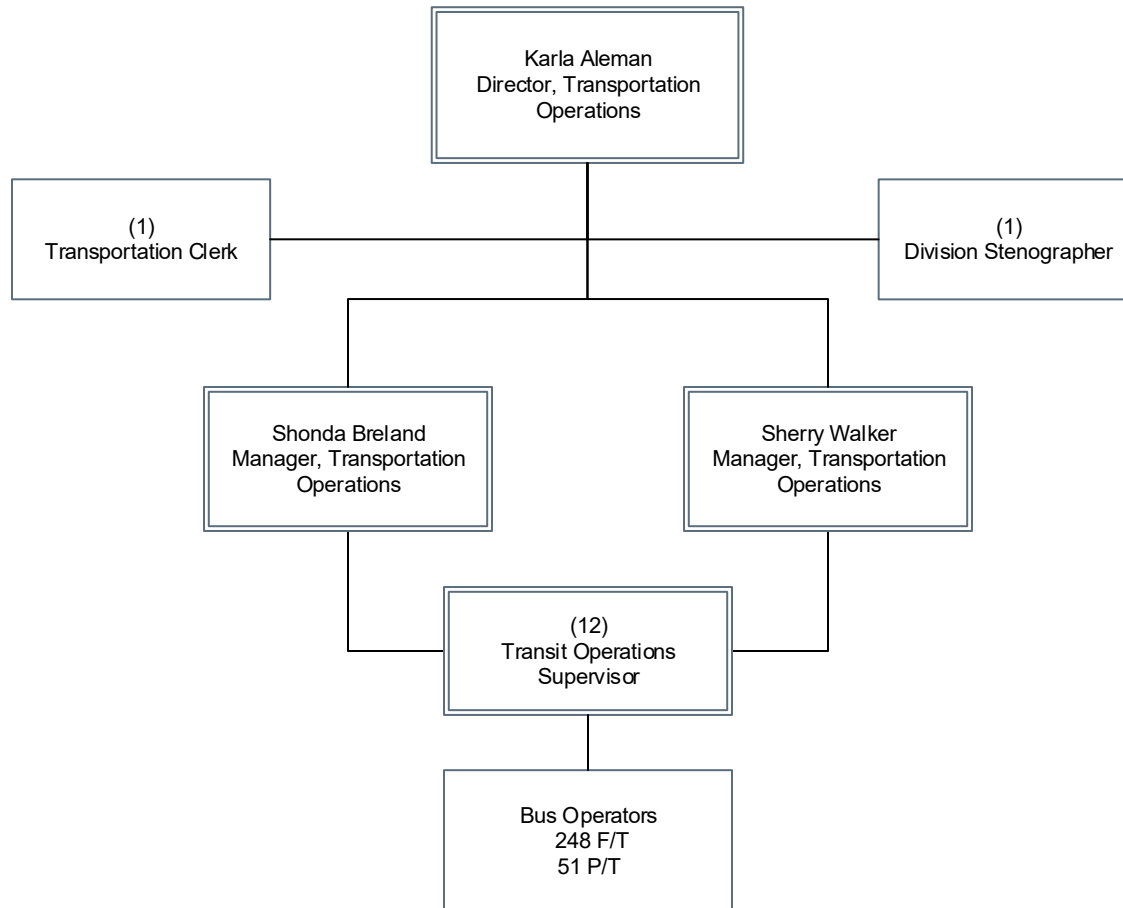 Karla Aleman
Director, Transportation
Operations
(1)
Transportation Clerk
(1)
Division Stenographer
Shonda Breland
Manager, Transportation
Operations
Sherry Walker
Manager, Transportation
Operations
(12)
Transit Operations
Supervisor
Bus Operators
248 F/T
51 P/T